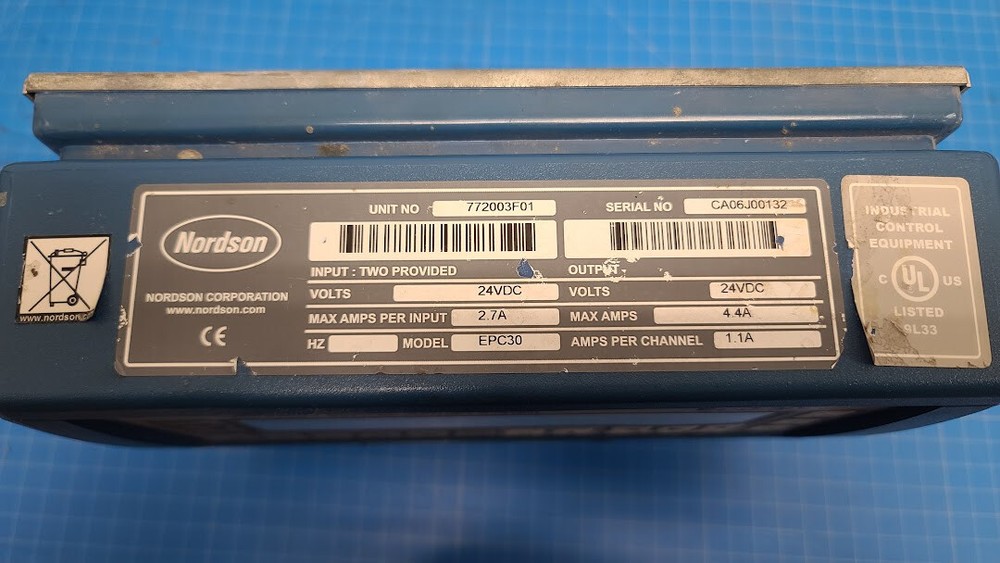 UNIT NO 772003F01 SERIAL NO CA06J00132
Nordson
INPUT : TWO PROVIDED OUTPUT
NORDSON CORPORATION
www.nordson.com
VOLTS 24VDC VOLTS 24VDC
MAX AMPS PER INPUT 2.7A MAX AMPS 4.4A
CE
HZ MODEL EPC30 AMPS PER CHANNEL 1.1A
www.nordson.c
INDUSTRIAL
CONTROL
EQUIPMENT
C UL US
LISTED
9L33